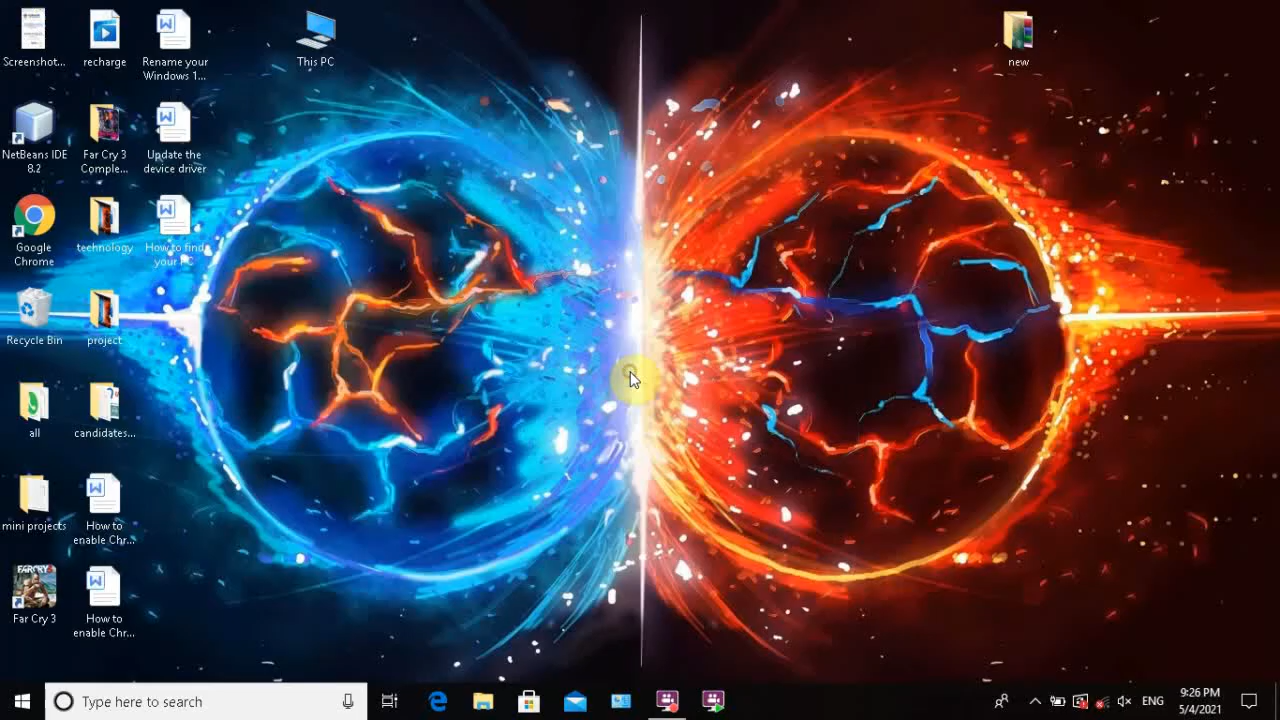 Screenshot...
recharge
Rename your
Windows 1...
This PC
new
NetBeans IDE
8.2
Far Cry 3
Comple...
Update the
device driver
Google
Chrome
technology
How to find
your PC
Recycle Bin
project
all
candidates...
mini projects
How to
enable Chr...
FARCRY3
Far Cry 3
How to
enable Chr...
Type here to search
ENG
9:26 PM
5/4/2021